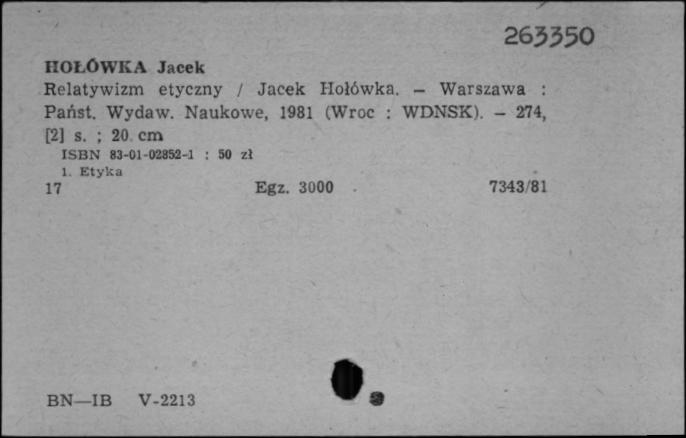 263350
HOŁÓWKA Jacek
Relatywizm etyczny / Jacek Hołówka. — Warszawa :
Państ. Wydaw. Naukowe, 1981 (Wroc : WDNSK). — 274,
[2] s. ; 20 cm
ISBN 83-01-02852-1 : 50 zł
1. Etyka
17 Egz. 3000 7343/81
BN—IB V-2213